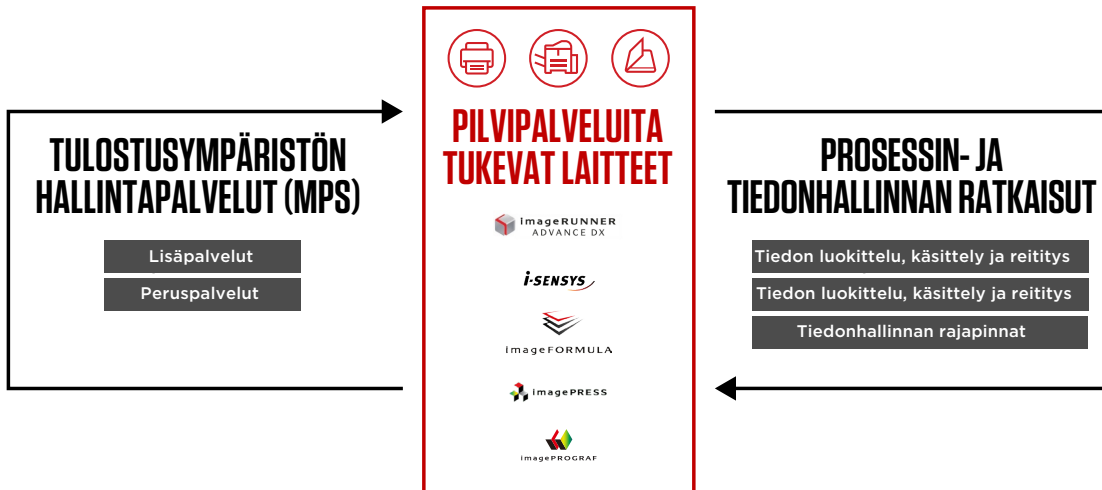 TULOSTUSYMPÄRISTÖN
HALLINTAPALVELUT (MPS)
Lisäpalvelut
Peruspalvelut
PILVIPALVELUITA
TUKEVAT LAITTEET
imageRUNNER
ADVANCE DX
i-SENSYS
imageFORMULA
imagePRESS
imagePROGRAF
PROSESSIN- JA
TIEDONHALLINNAN RATKAISUT
Tiedon luokittelu, käsittely ja reititys
Tiedon luokittelu, käsittely ja reititys
Tiedonhallinnan rajapinnat